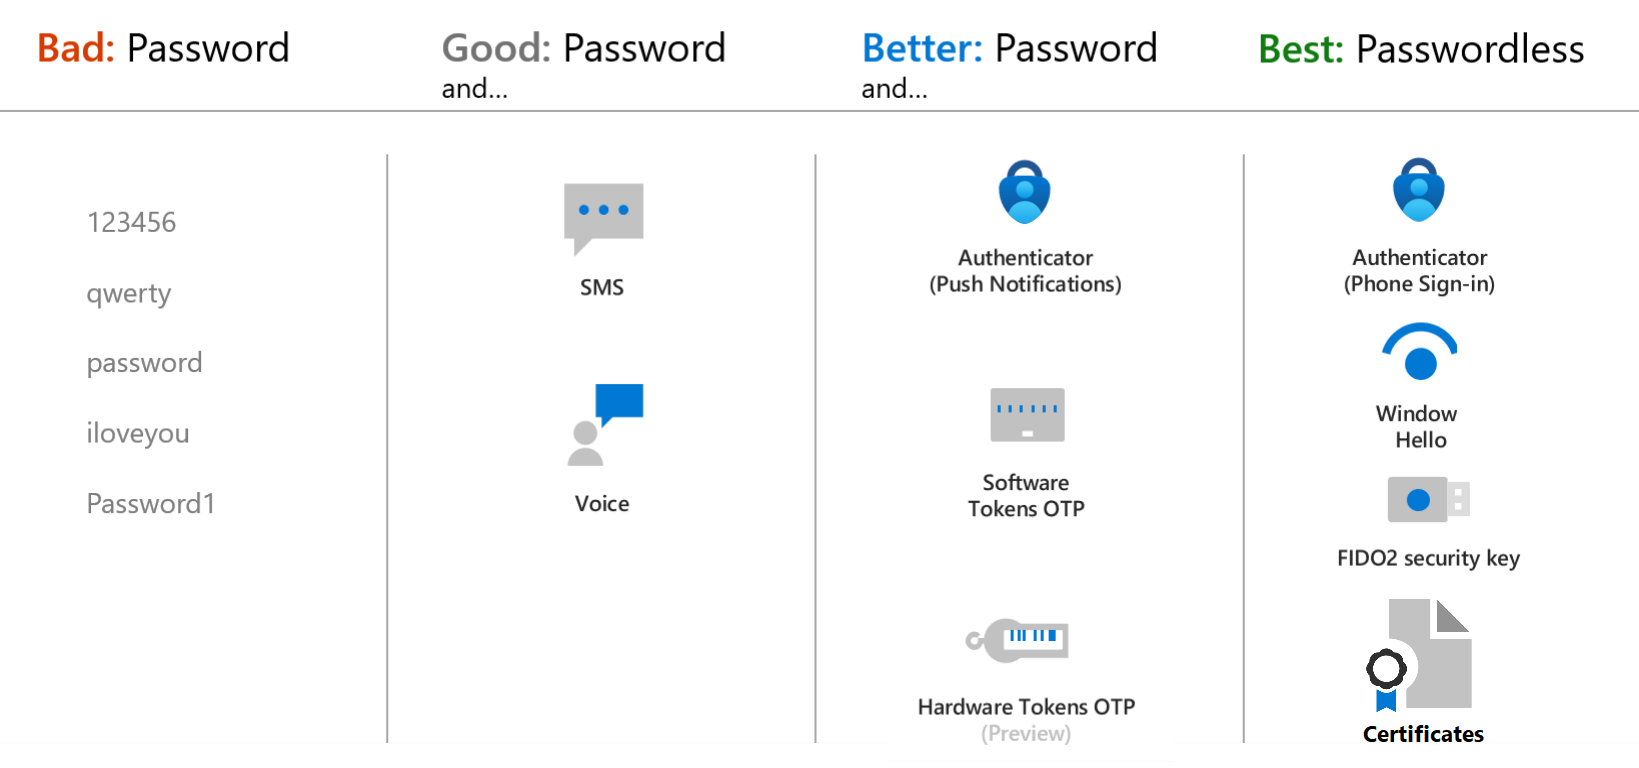 Bad: Password
Good: Password
and...
Better: Password
and...
Best: Passwordless
123456
qwerty
password
iloveyou
Password1
SMS
Voice
Authenticator
(Push Notifications)
Software
Tokens OTP
Hardware Tokens OTP
(Preview)
Authenticator
(Phone Sign-in)
Window
Hello
FIDO2 security key
Certificates